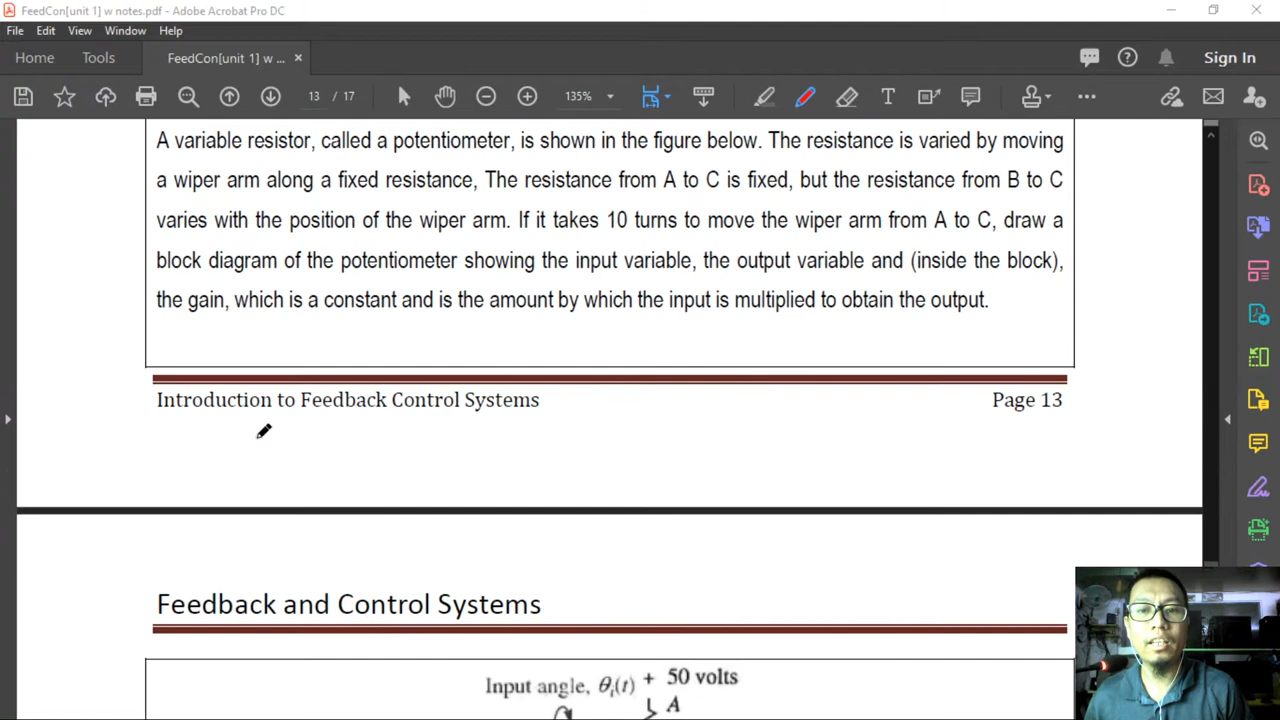 FeedCon[unit 1] w notes.pdf - Adobe Acrobat Pro DC
File Edit View Window Help
Home Tools FeedCon[unit 1] w ... × Sign In
13 / 17 135%
A variable resistor, called a potentiometer, is shown in the figure below. The resistance is varied by moving
a wiper arm along a fixed resistance, The resistance from A to C is fixed, but the resistance from B to C
varies with the position of the wiper arm. If it takes 10 turns to move the wiper arm from A to C, draw a
block diagram of the potentiometer showing the input variable, the output variable and (inside the block),
the gain, which is a constant and is the amount by which the input is multiplied to obtain the output.
Introduction to Feedback Control Systems Page 13
Feedback and Control Systems
Input angle, θᵢ(t) + 50 volts
A